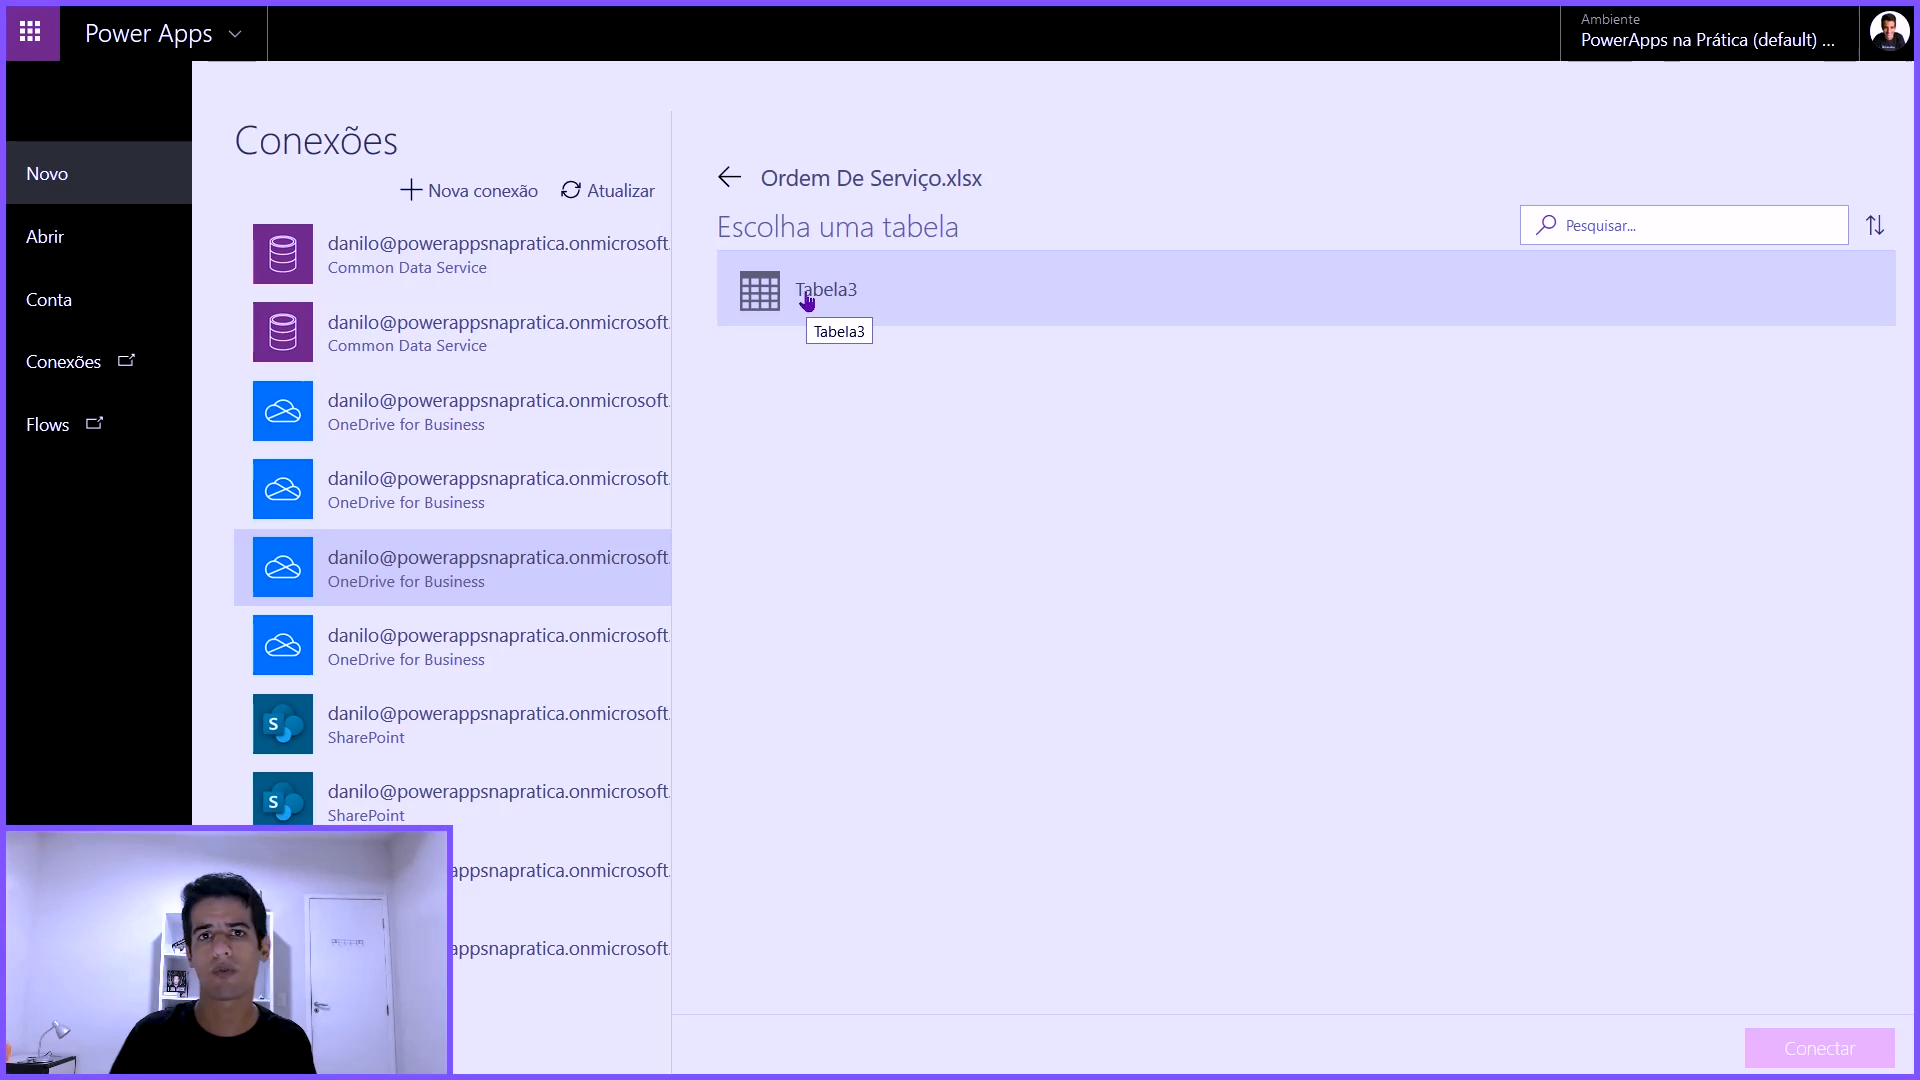 Power Apps
Ambiente
PowerApps na Prática (default) ...
Novo
Abrir
Conta
Conexões
Flows
Conexões
Nova conexão
Atualizar
danilo@powerappsnapratica.onmicrosoft.
Common Data Service
danilo@powerappsnapratica.onmicrosoft.
Common Data Service
danilo@powerappsnapratica.onmicrosoft.
OneDrive for Business
danilo@powerappsnapratica.onmicrosoft.
OneDrive for Business
danilo@powerappsnapratica.onmicrosoft.
OneDrive for Business
danilo@powerappsnapratica.onmicrosoft.
OneDrive for Business
danilo@powerappsnapratica.onmicrosoft.
SharePoint
danilo@powerappsnapratica.onmicrosoft.
SharePoint
appsnapratica.onmicrosoft.
appsnapratica.onmicrosoft.
Ordem De Serviço.xlsx
Escolha uma tabela
Pesquisar...
Tabela3
Tabela3
Conectar